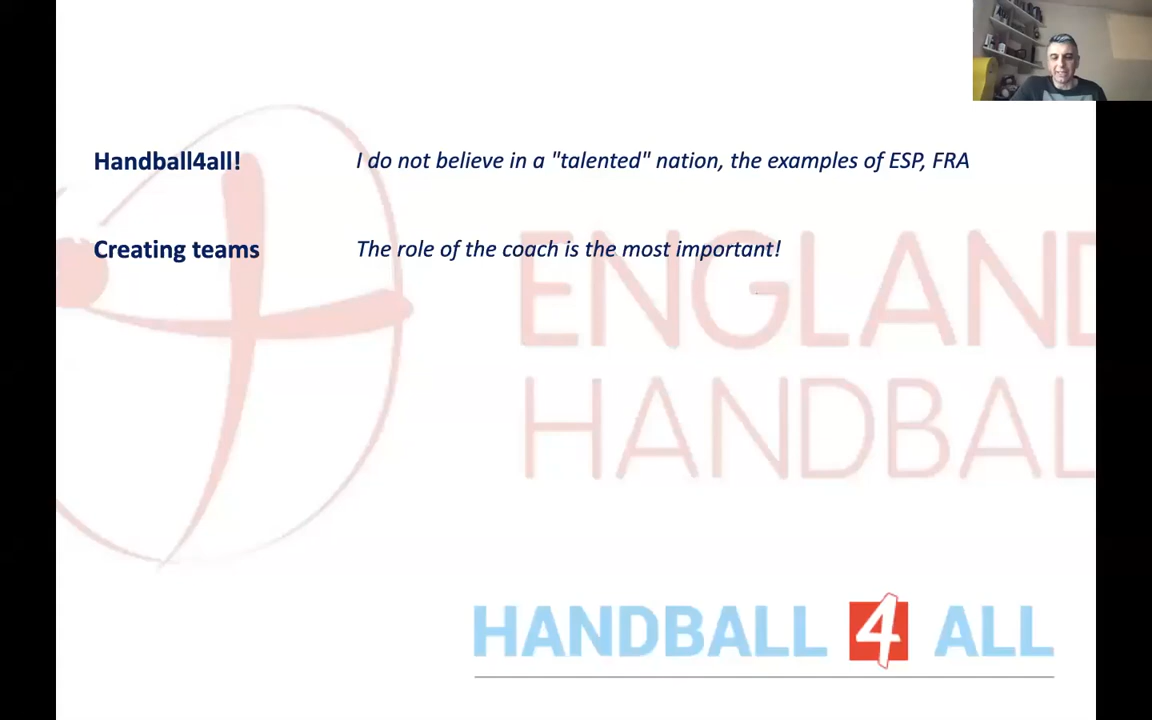 Handball4all! I do not believe in a "talented" nation, the examples of ESP, FRA
Creating teams The role of the coach is the most important!
ENGLAND
HANDBAL
HANDBALL 4 ALL